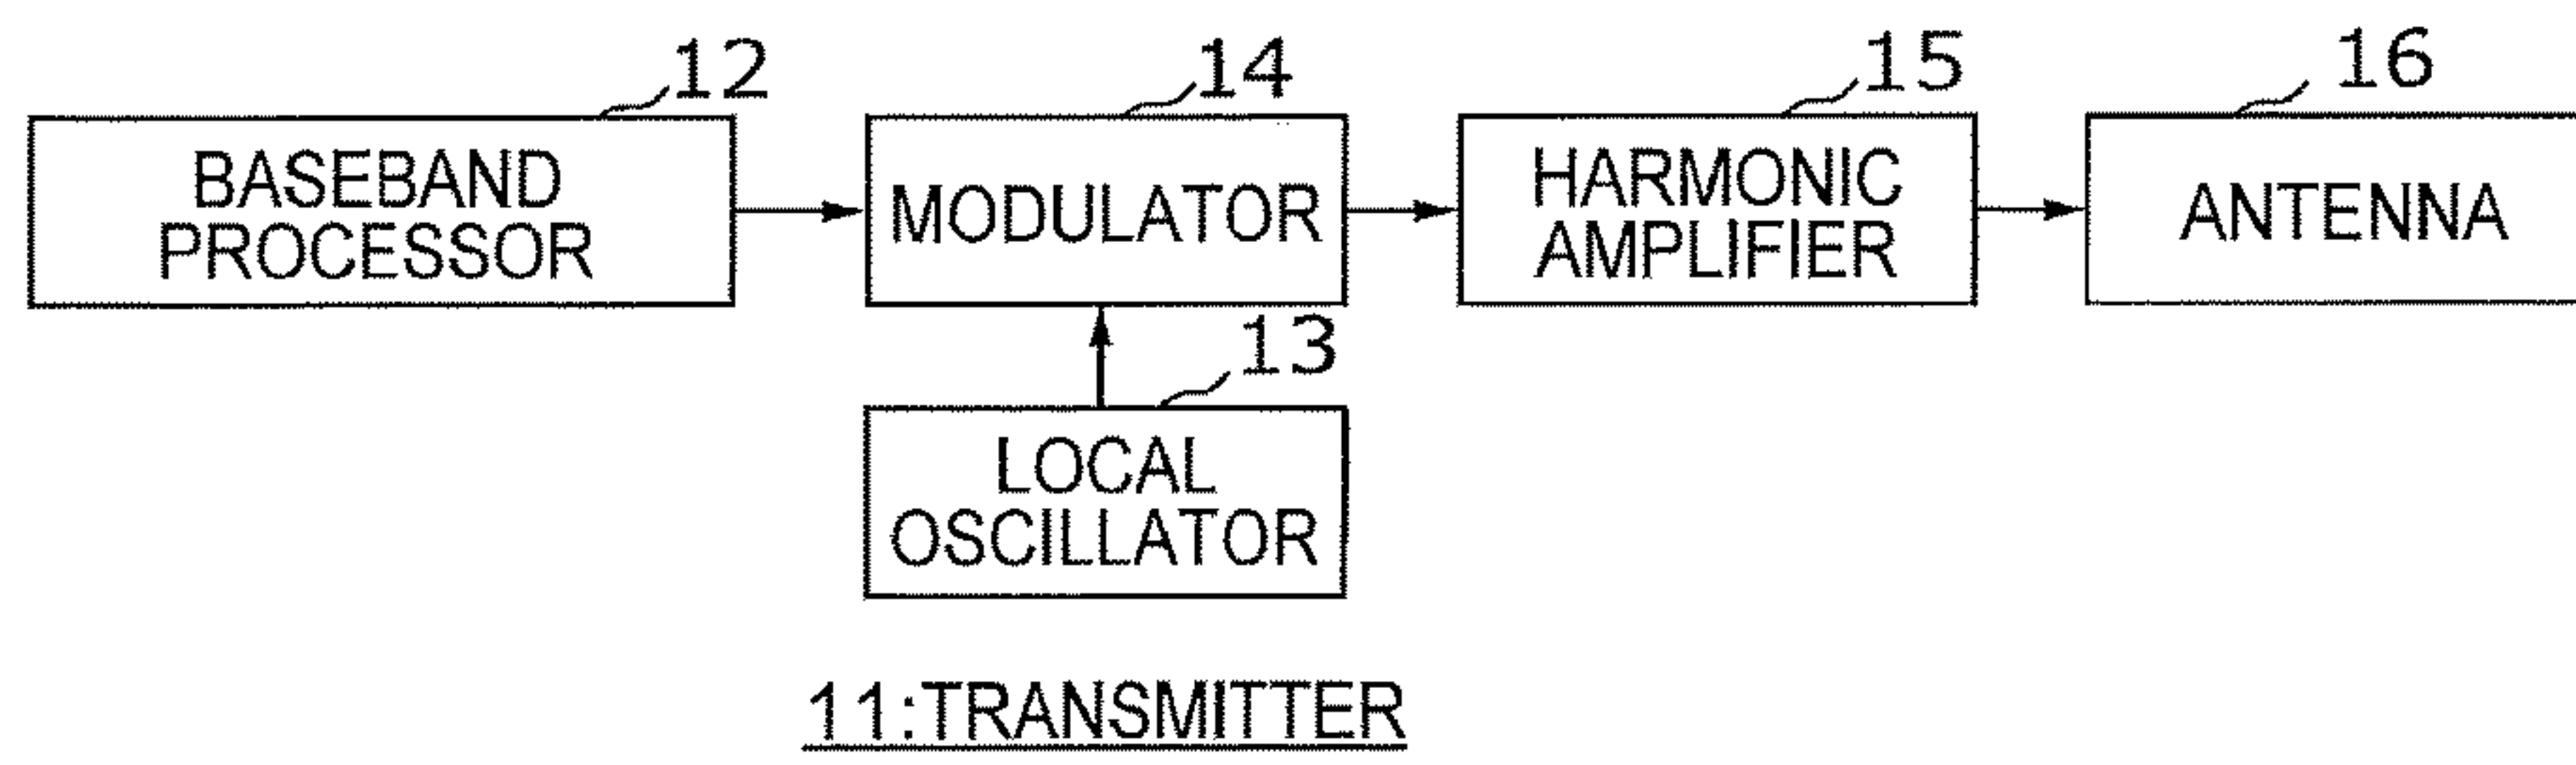 12
14
15
16
BASEBAND
PROCESSOR
MODULATOR
HARMONIC
AMPLIFIER
ANTENNA
13
LOCAL
OSCILLATOR
11:TRANSMITTER